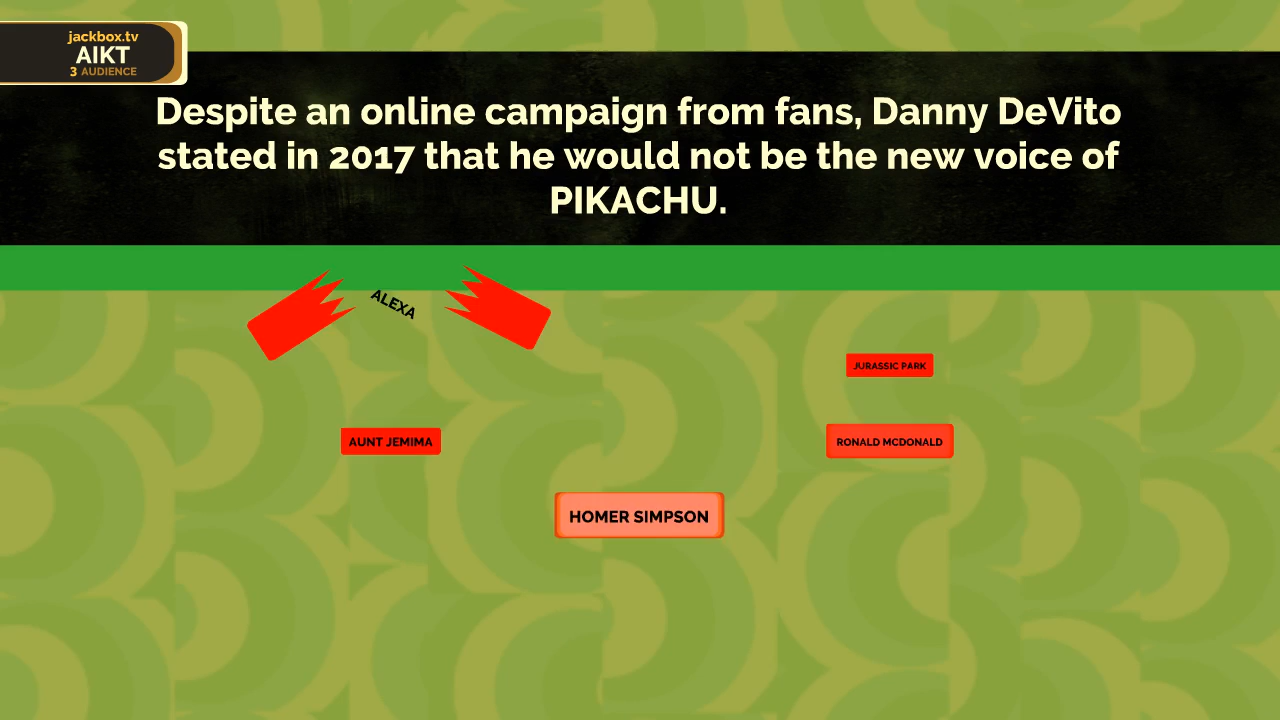 jackbox.tv
AIKT
3 AUDIENCE
Despite an online campaign from fans, Danny DeVito
stated in 2017 that he would not be the new voice of
PIKACHU.
ALEXA
JURASSIC PARK
AUNT JEMIMA
RONALD MCDONALD
HOMER SIMPSON